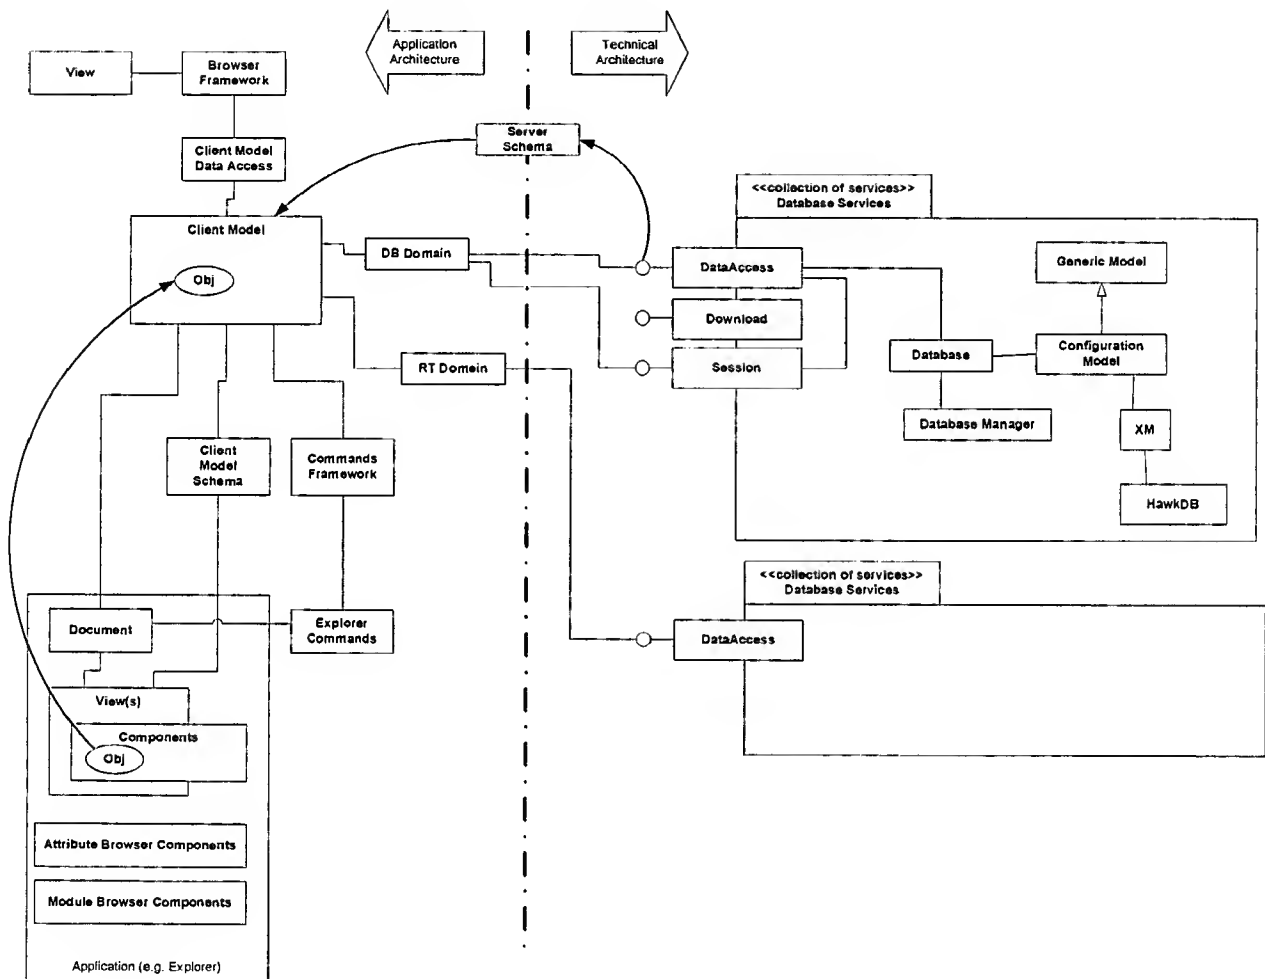 Application
Architecture
Technical
Architecture
View
Browser
Framework
Server
Schema
Client Model
Data Access
<<collection of services>>
Database Services
Client Model
Obj
DB Domain
DataAccess
Generic Model
Download
RT Domain
Session
Database
Configuration
Model
Database Manager
XM
Client
Model
Schema
Commands
Framework
HawkDB
<<collection of services>>
Database Services
Document
Explorer
Commands
DataAccess
View(s)
Components
Obj
Attribute Browser Components
Module Browser Components
Application (e.g. Explorer)